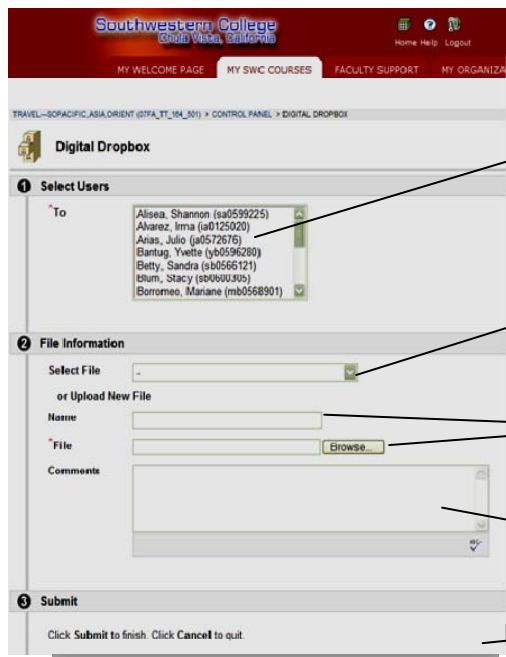 Southwestern College
Chula Vista, California
Home Help Logout
MY WELCOME PAGE MY SWC COURSES FACULTY SUPPORT MY ORGANIZA
TRAVEL--SOPACIFIC,ASIA,ORIENT (07FA_TT_164_501) > CONTROL PANEL > DIGITAL DROPBOX
Digital Dropbox
1 Select Users
*To
Alisea, Shannon (sa0599225)
Alvarez, Irma (ia0125020)
Arias, Julio (ja0572676)
Bantug, Yvette (yb0596280)
Betty, Sandra (sb0566121)
Blum, Stacy (sb0600305)
Borromeo, Mariane (mb0568901)
2 File Information
Select File -
or Upload New File
Name
*File Browse...
Comments
3 Submit
Click Submit to finish. Click Cancel to quit.